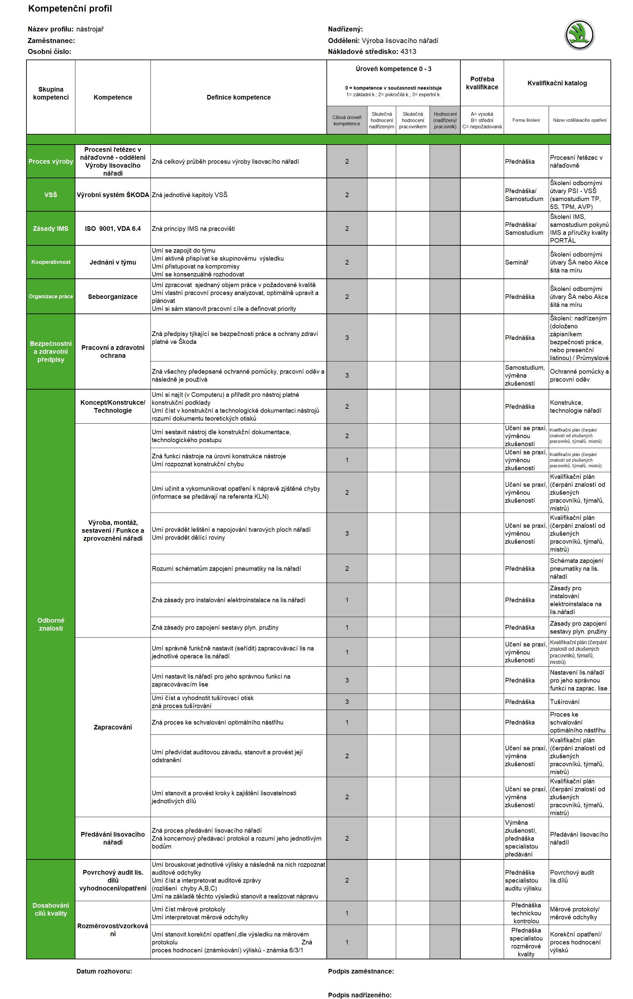 Kompetenční profil
Název profilu: nástrojař
Nadřízený:
Zaměstnanec:
Oddělení: Výroba lisovacího nářadí
Osobní číslo:
Nákladové středisko: 4313
Skupina
kompetencí
Kompetence
Definice kompetence
Úroveň kompetence 0 - 3
0 = kompetence v současnosti neexistuje
1= základní k.; 2= pokročilá k.; 3= expertní k.
Potřeba
kvalifikace
Kvalifikační katalog
Cílová úroveň
kompetence
Skutečná
hodnocení
nadřízeným
Skutečná
hodnocení
pracovníkem
Hodnocení
(nadřízený/
pracovník)
A= vysoká
B= střední
C= nepožadovaná
Forma školení
Název vzdělávacího opatření
Proces výroby
Procesní řetězec v
nářaďovně - oddělení
Výroby lisovacího
nářadí
Zná celkový průběh procesu výroby lisovacího nářadí
2
Přednáška
Procesní řetězec v
nářaďovně
VSŠ
Výrobní systém ŠKODA
Zná jednotlivé kapitoly VSŠ
2
Přednáška/
Samostudium
Školení odbornými
útvary PSI - VSŠ
(samostudium TP,
5S, TPM, AVP)
Zásady IMS
ISO  9001, VDA 6.4
Zná principy IMS na pracovišti
2
Přednáška/
Samostudium
Školení IMS,
samostudium pokynů
IMS a příručky kvality -
PORTÁL
Kooperativnost
Jednání v týmu
Umí se zapojit do týmu
Umí aktivně přispívat ke skupinovému  výsledku
Umí přistupovat na kompromisy
Umí se konsenzuálně rozhodovat
2
Seminář
Školení odbornými
útvary ŠA nebo Akce
šitá na míru
Organizace práce
Sebeorganizace
Umí zpracovat  sjednaný objem práce v požadované kvalitě
Umí vlastní pracovní procesy analyzovat, optimálně upravit a
plánovat
Umí si sám stanovit pracovní cíle a definovat priority
2
Přednáška
Školení odbornými
útvary ŠA nebo Akce
šitá na míru
Bezpečnostní
a zdravotní
předpisy
Pracovní a zdravotní
ochrana
Zná předpisy týkající se bezpečnosti práce a ochrany zdraví
platné ve Škoda
3
Přednáška
Školení: nadřízeným
(doloženo
zápisníkem
bezpečnosti práce,
nebo presenční
listinou) / Průmyslové
Zná všechny předepsané ochranné pomůcky, pracovní oděv a
následně je používá
3
Samostudium,
výměna
zkušeností
Ochranné pomůcky a
pracovní oděv
Odborné
znalosti
Koncept/Konstrukce/
Technologie
Umí si najít (v Computeru) a přiřadit pro nástroj platné
konstrukční podklady
Umí číst v konstrukční a technologické dokumentaci nástrojů
rozumí dokumentu teoretických otisků
2
Přednáška
Konstrukce,
technologie nářadí
Výroba, montáž,
sestavení / Funkce a
zprovoznění nářadí
Umí sestavit nástroj dle konstrukční dokumentace,
technologického postupu
2
Učení se praxí,
výměnou
zkušeností
Kvalifikační plán (čerpání
znalostí od zkušených
pracovníků, týmařů, mistrů)
Zná funkci nástroje na úrovni konstrukce nástroje
Umí rozpoznat konstrukční chybu
1
Učení se praxí,
výměnou
zkušeností
Kvalifikační plán (čerpání
znalostí od zkušených
pracovníků, týmařů, mistrů)
Umí učinit a vykomunikovat opatření k nápravě zjištěné chyby
(informace se předávají na referenta KLN)
2
Učení se praxí,
výměnou
zkušeností
Kvalifikační plán
(čerpání znalostí od
zkušených
pracovníků, týmařů,
mistrů)
Umí provádět leštění a napojování tvarových ploch nářadí
Umí provádět dělící roviny
3
Učení se praxí,
výměnou
zkušeností
Kvalifikační plán
(čerpání znalostí od
zkušených
pracovníků, týmařů,
mistrů)
Rozumí schématům zapojení pneumatiky na lis.nářadí
2
Přednáška
Schémata zapojení
pneumatiky na lis.
nářadí
Zná zásady pro instalování elektroinstalace na lis.nářadí
1
Přednáška
Zásady pro
instalování
elektroinstalace na
lis.nářadí
Zná zásady pro zapojení sestavy plyn. pružiny
1
Přednáška
Zásady pro zapojení
sestavy plyn. pružiny
Zapracování
Umí správně funkčně nastavit (seřídit) zapracovávací lis na
jednotlivé operace lis.nářadí
1
Učení se praxí,
výměnou
zkušeností
Kvalifikační plán (čerpání
znalostí od zkušených
pracovníků, týmařů,
mistrů)
Umí nastavit lis.nářadí pro jeho správnou funkci na
zapracovávacím lise
3
Přednáška
Nastavení lis.nářadí
pro jeho správnou
funkci na zaprac. lise
Umí číst a vyhodnotit tušírovací otisk
zná proces tušírování
3
Přednáška
Tušírování
Zná proces ke schvalování optimálního nástřihu
1
Přednáška
Proces ke
schvalování
optimálního nástřihu
Umí předvídat auditovou závadu, stanovit a provést její
odstranění
2
Učení se praxí,
výměna
zkušeností
Kvalifikační plán
(čerpání znalostí od
zkušených
pracovníků, týmařů,
mistrů)
Umí stanovit a provést kroky k zajištění lisovatelnosti
jednotlivých dílů
2
Učení se praxí,
výměna
zkušeností
Kvalifikační plán
(čerpání znalostí od
zkušených
pracovníků, týmařů,
mistrů)
Předávání lisovacího
nářadí
Zná proces předávání lisovacího nářadí
Zná koncernový předávací protokol a rozumí jeho jednotlivým
bodům
2
Výměna
zkušeností,
přednáška
specialistou
předávání
Předávání lisovacího
nářadíl
Dosahování
cílů kvality
Povrchový audit lis.
dílů
vyhodnocení/opatření
Umí brouskovat jednotlivé výlisky a následně na nich rozpoznat
auditové odchylky
Umí číst a interpretovat auditové zprávy
(rozlišení  chyby A,B,C)
Umí na základě těchto výsledků stanovit a realizovat nápravu
2
Přednáška
specialistou
auditu výlisku
Povrchový audit
lis.dílů
Rozměrovost/vzorková
ní
Umí číst měrové protokoly
Umí interpretovat měrové odchylky
1
Přednáška
technickou
kontrolou
Měrové protokoly/
měrové odchylky
Umí stanovit korekční opatření,dle výsledku na měrovém
protokolu Zná
proces hodnocení (známkování) výlisků - známka 6/3/1
1
Přednáška
specialistou
rozměrové
kvality
Korekční opatření/
proces hodnocení
výlisků
Datum rozhovoru:
Podpis zaměstnance:
Podpis nadřízeného: